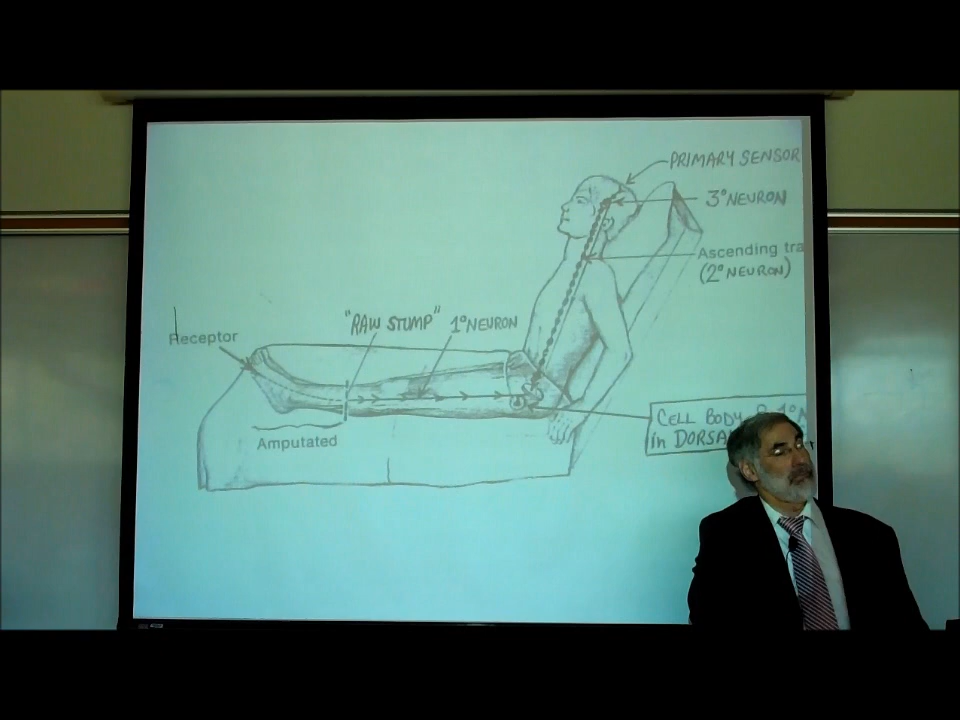 PRIMARY SENSOR
3° NEURON
Ascending tra
(2° NEURON)
"RAW STUMP"
1° NEURON
Receptor
Amputated
CELL BODY
in DORSA